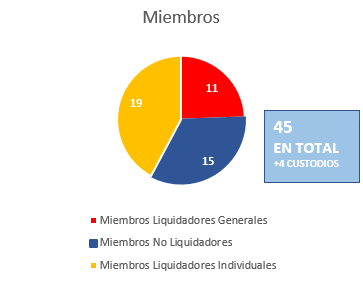 Miembros
11
19
15
45
EN TOTAL
+4 CUSTODIOS
Miembros Liquidadores Generales
Miembros No Liquidadores
Miembros Liquidadores Individuales